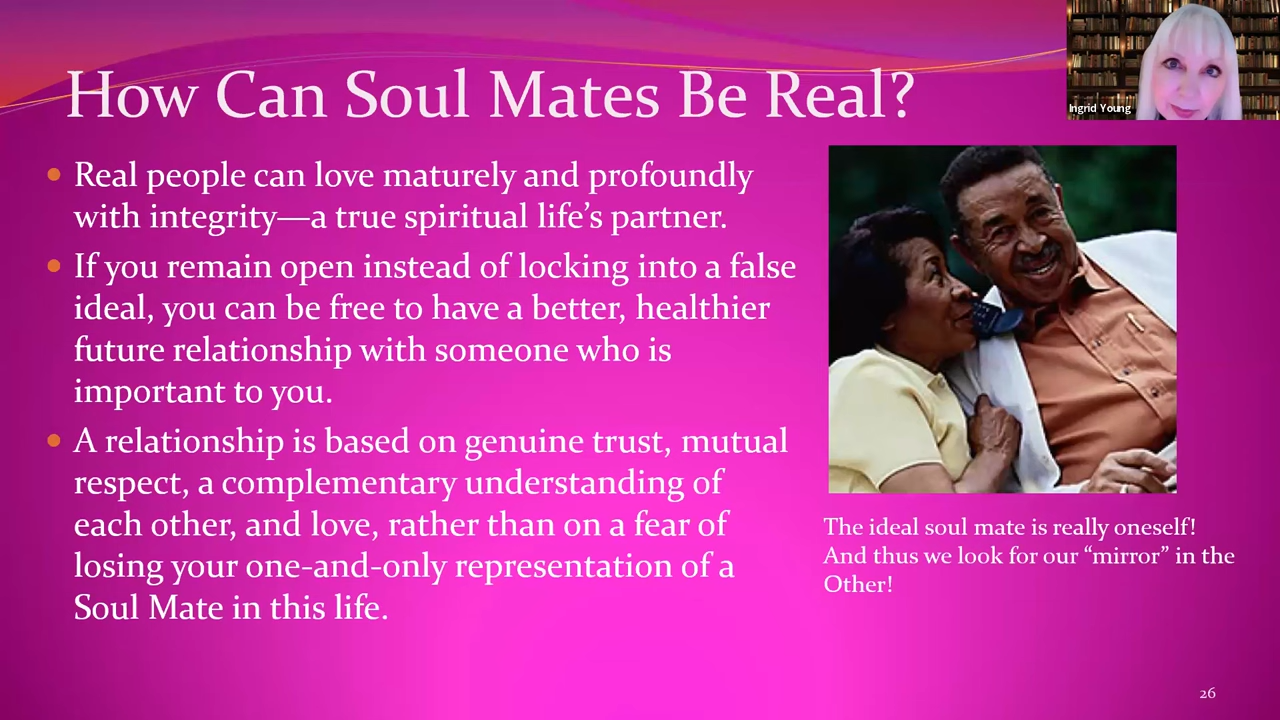 How Can Soul Mates Be Real?
Ingrid Young
Real people can love maturely and profoundly
with integrity—a true spiritual life’s partner.
If you remain open instead of locking into a false
ideal, you can be free to have a better, healthier
future relationship with someone who is
important to you.
A relationship is based on genuine trust, mutual
respect, a complementary understanding of
each other, and love, rather than on a fear of
losing your one-and-only representation of a
Soul Mate in this life.
The ideal soul mate is really oneself!
And thus we look for our “mirror” in the
Other!
26